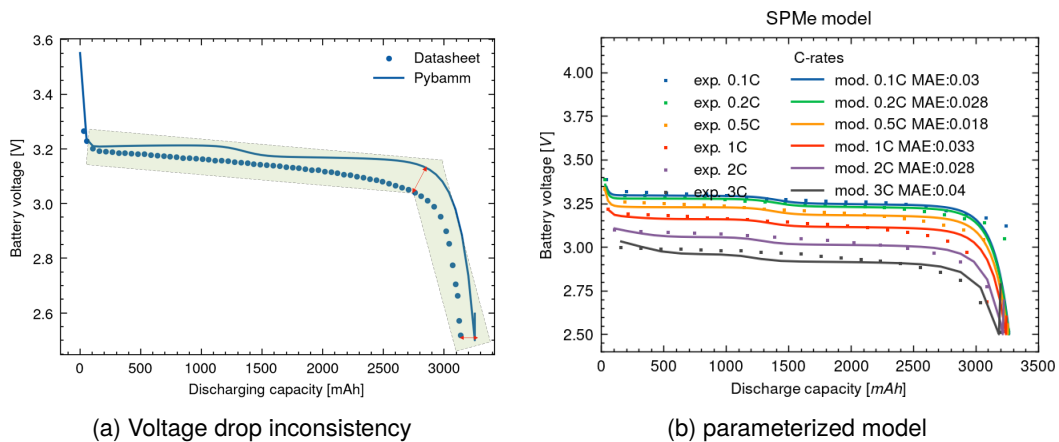 3.6
3.4
3.2
3.0
2.8
2.6
Battery voltage [V]
Datasheet
Pybamm
0 500 1000 1500 2000 2500 3000
Discharging capacity [mAh]
(a) Voltage drop inconsistency
SPMe model
4.00
3.75
3.50
3.25
3.00
2.75
2.50
Battery voltage [V]
C-rates
exp. 0.1C mod. 0.1C MAE:0.03
exp. 0.2C mod. 0.2C MAE:0.028
exp. 0.5C mod. 0.5C MAE:0.018
exp. 1C mod. 1C MAE:0.033
exp. 2C mod. 2C MAE:0.028
exp. 3C mod. 3C MAE:0.04
0 500 1000 1500 2000 2500 3000 3500
Discharge capacity [mAh]
(b) parameterized model